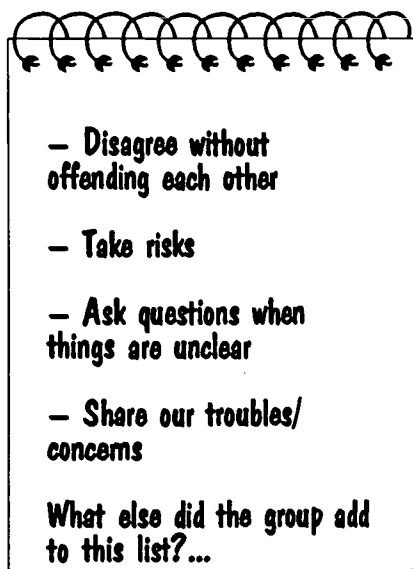 – Disagree without
offending each other
– Take risks
– Ask questions when
things are unclear
– Share our troubles/
concerns
What else did the group add
to this list?...